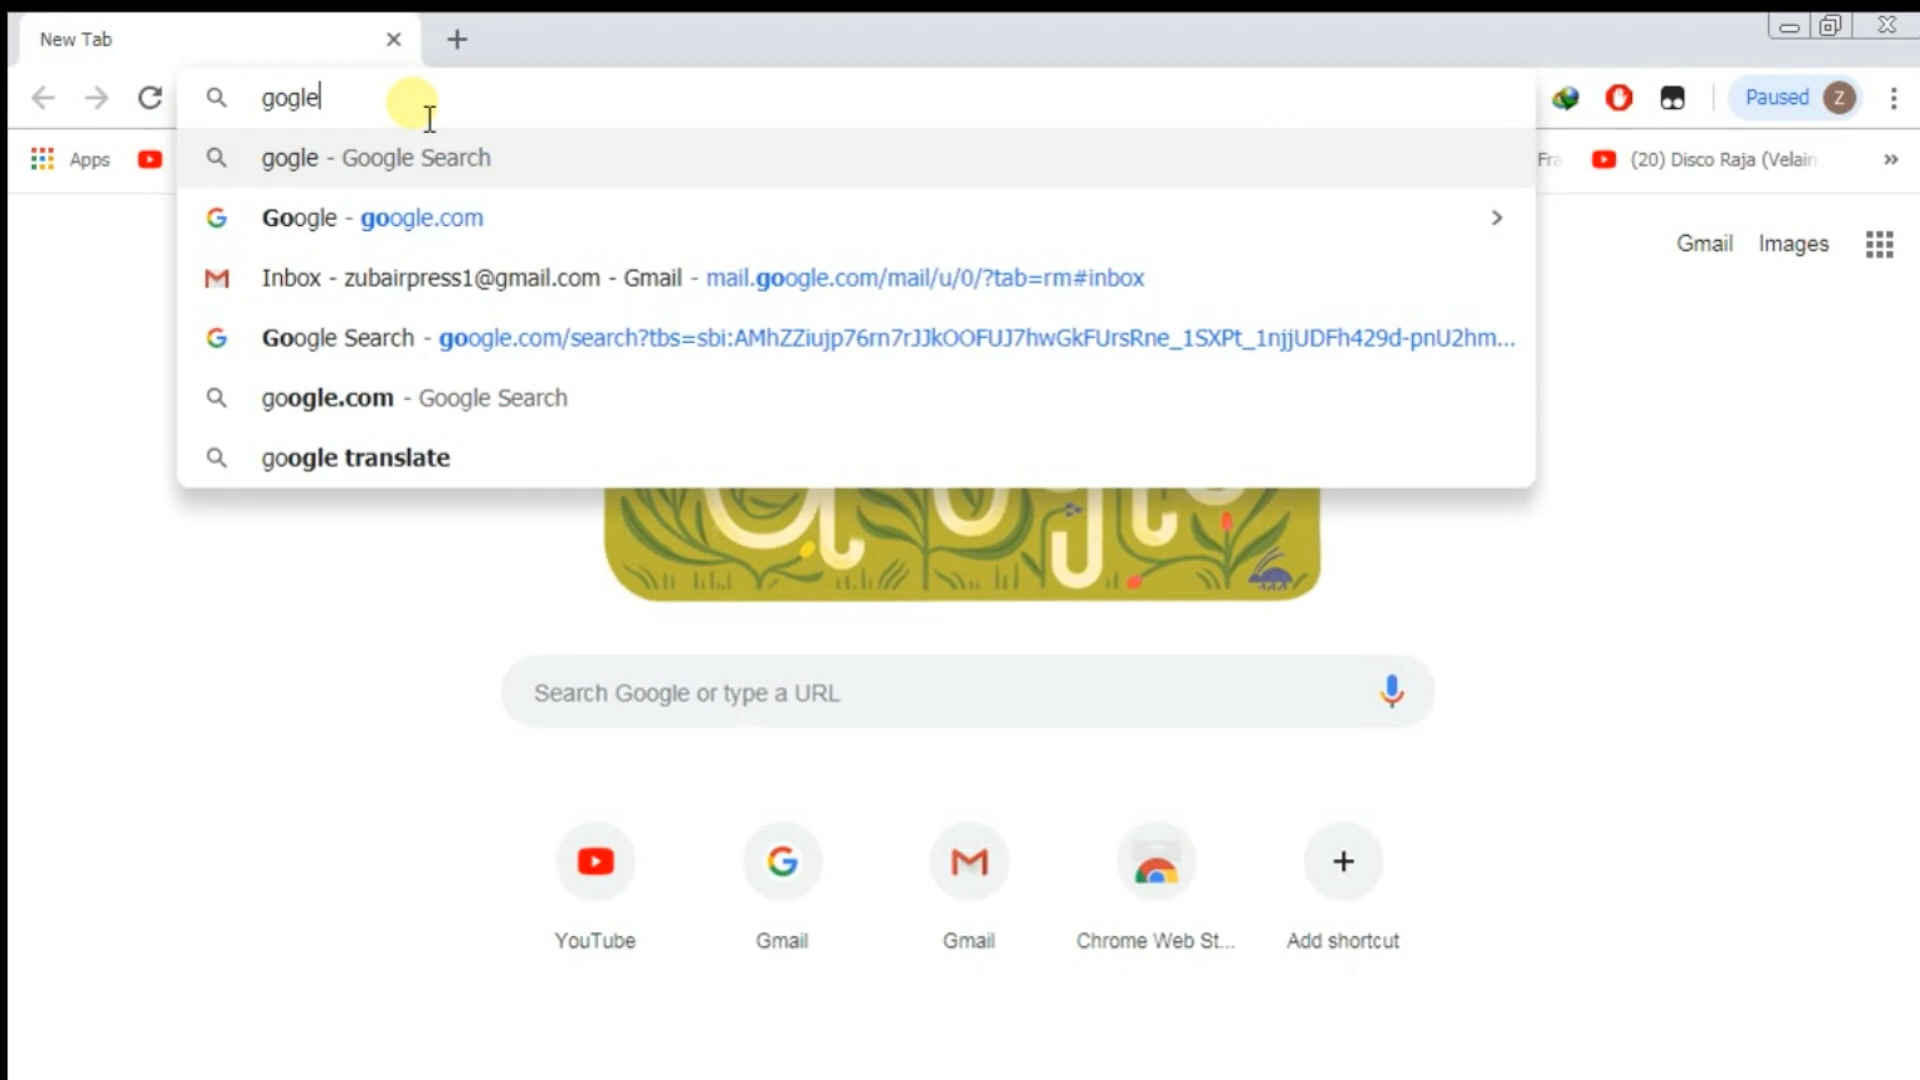 New Tab
gogle
Paused Z
Apps
Fra
(20) Disco Raja (Velain
gogle - Google Search
Google - google.com
Inbox - zubairpress1@gmail.com - Gmail - mail.google.com/mail/u/0/?tab=rm#inbox
Google Search - google.com/search?tbs=sbi:AMhZZiujp76rn7rJJkOOFUJ7hwGkFUrsRne_1SXPt_1njjUDFh429d-pnU2hm...
google.com - Google Search
google translate
Gmail Images
Search Google or type a URL
YouTube
Gmail
Gmail
Chrome Web St...
Add shortcut